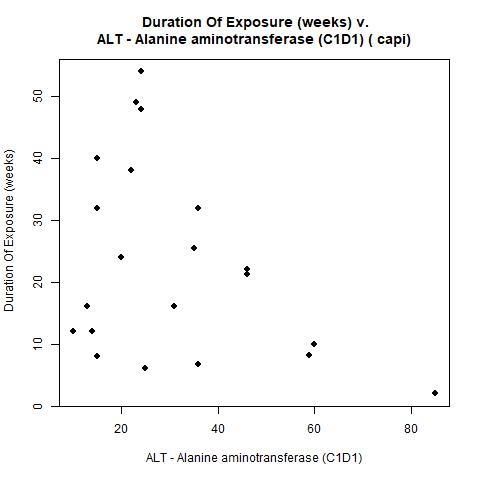 Duration Of Exposure (weeks) v.
ALT - Alanine aminotransferase (C1D1) ( capi)
Duration Of Exposure (weeks)
50
40
30
20
10
0
20 40 60 80
ALT - Alanine aminotransferase (C1D1)